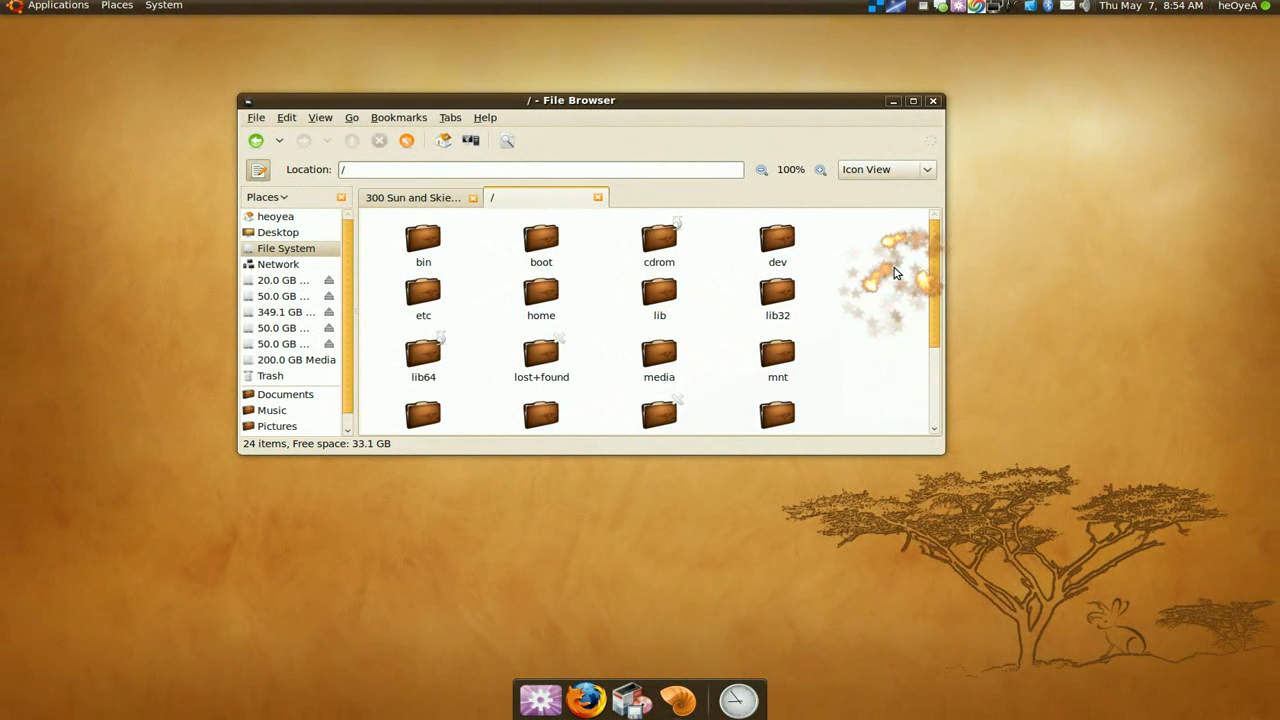 Applications Places System
Thu May 7, 8:54 AM heOyeA
/ - File Browser
File Edit View Go Bookmarks Tabs Help
Location: / 100% Icon View
Places
300 Sun and Skie... /
heoyea
Desktop
File System
Network
20.0 GB ...
50.0 GB ...
349.1 GB ...
50.0 GB ...
50.0 GB ...
200.0 GB Media
Trash
Documents
Music
Pictures
bin boot cdrom dev
etc home lib lib32
lib64 lost+found media mnt
24 items, Free space: 33.1 GB